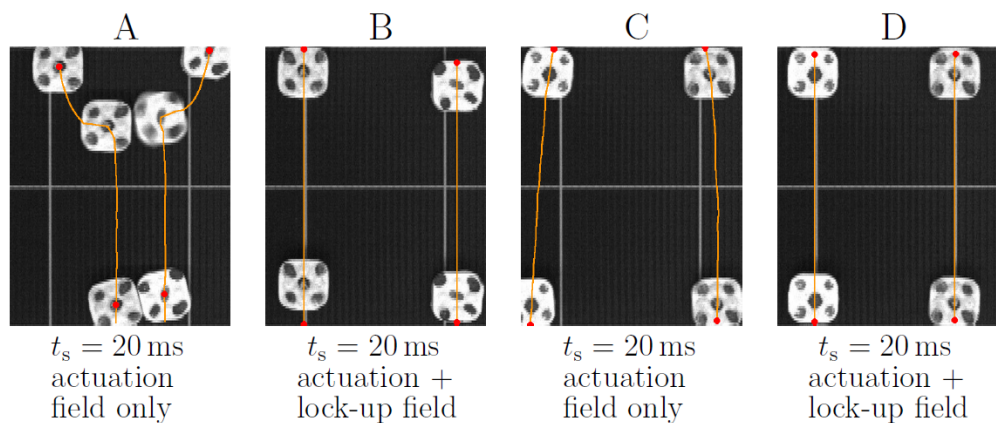 A B C D
t_s = 20 ms
actuation
field only
t_s = 20 ms
actuation +
lock-up field
t_s = 20 ms
actuation
field only
t_s = 20 ms
actuation +
lock-up field